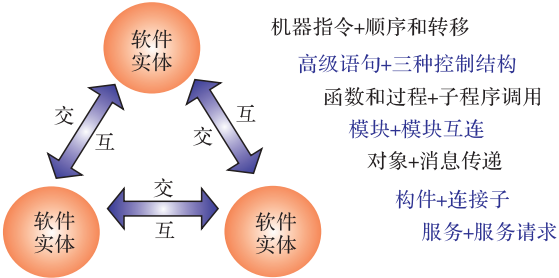 软件
实体
交
互
互
交
软件
实体
交
互
软件
实体
机器指令+顺序和转移
高级语句+三种控制结构
函数和过程+子程序调用
模块+模块互连
对象+消息传递
构件+连接子
服务+服务请求